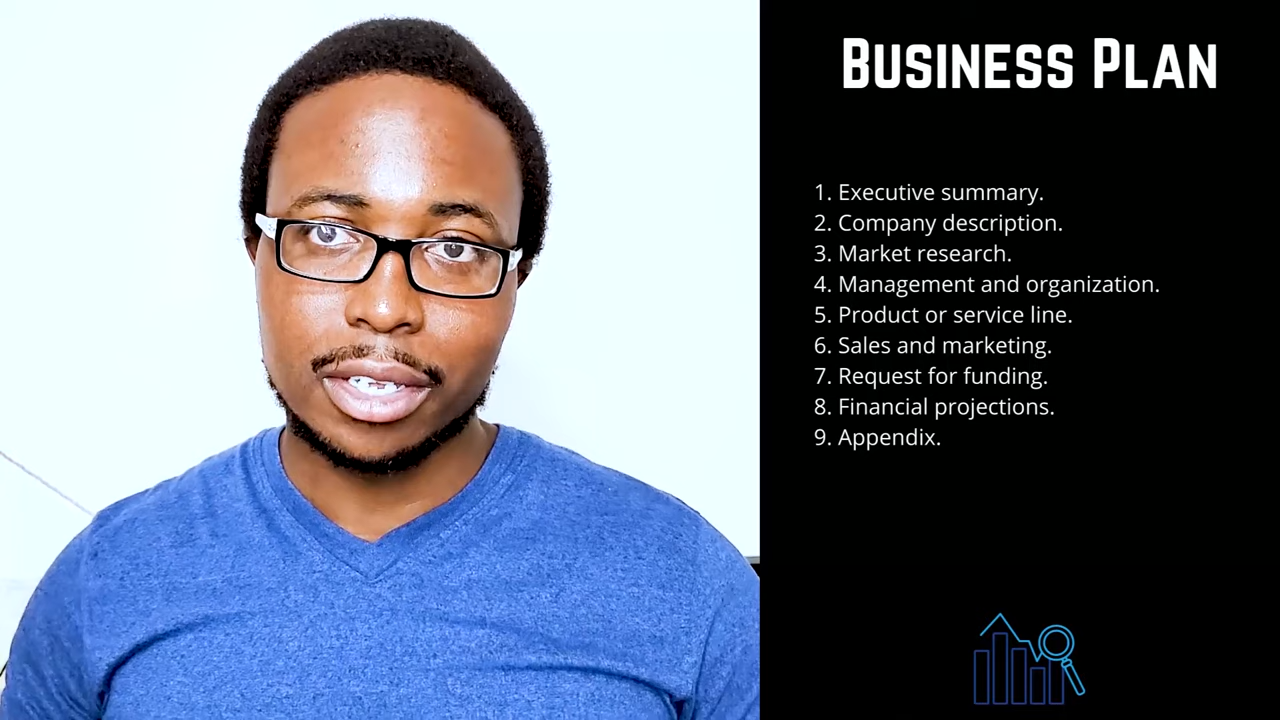 Business Plan
1. Executive summary.
2. Company description.
3. Market research.
4. Management and organization.
5. Product or service line.
6. Sales and marketing.
7. Request for funding.
8. Financial projections.
9. Appendix.